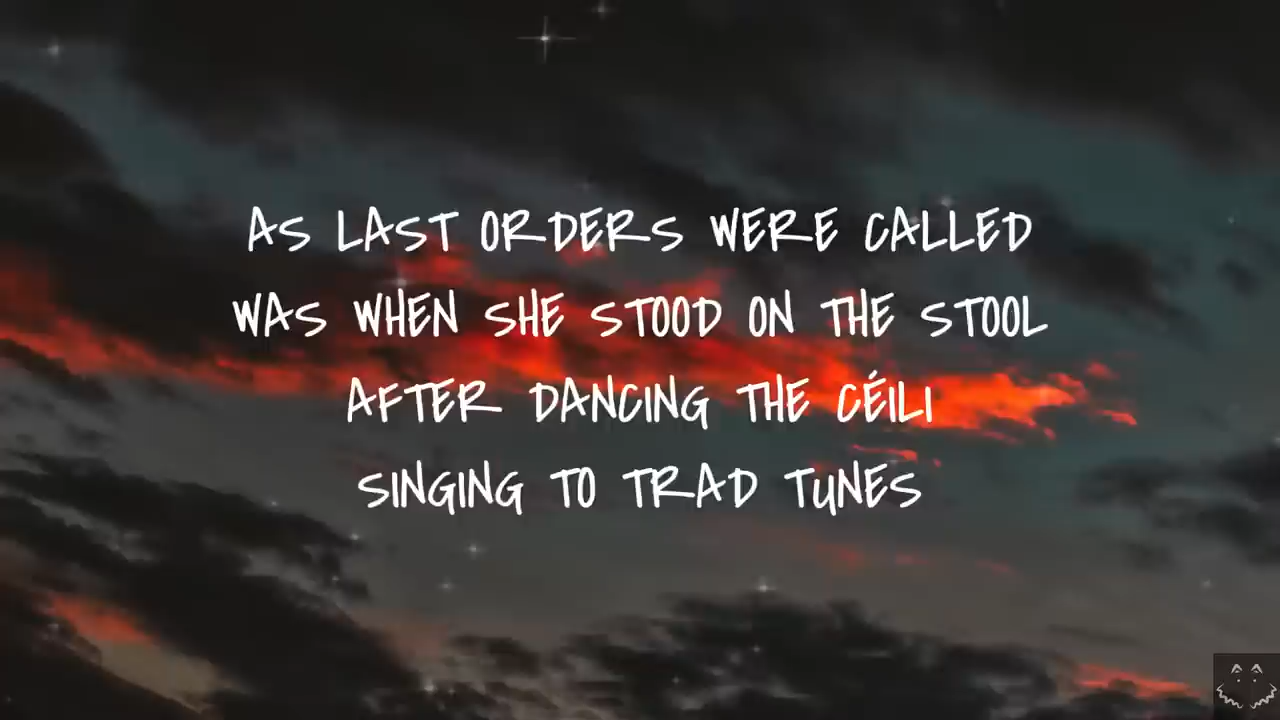 AS LAST ORDERS WERE CALLED
WAS WHEN SHE STOOD ON THE STOOL
AFTER DANCING THE CÉILI
SINGING TO TRAD TUNES